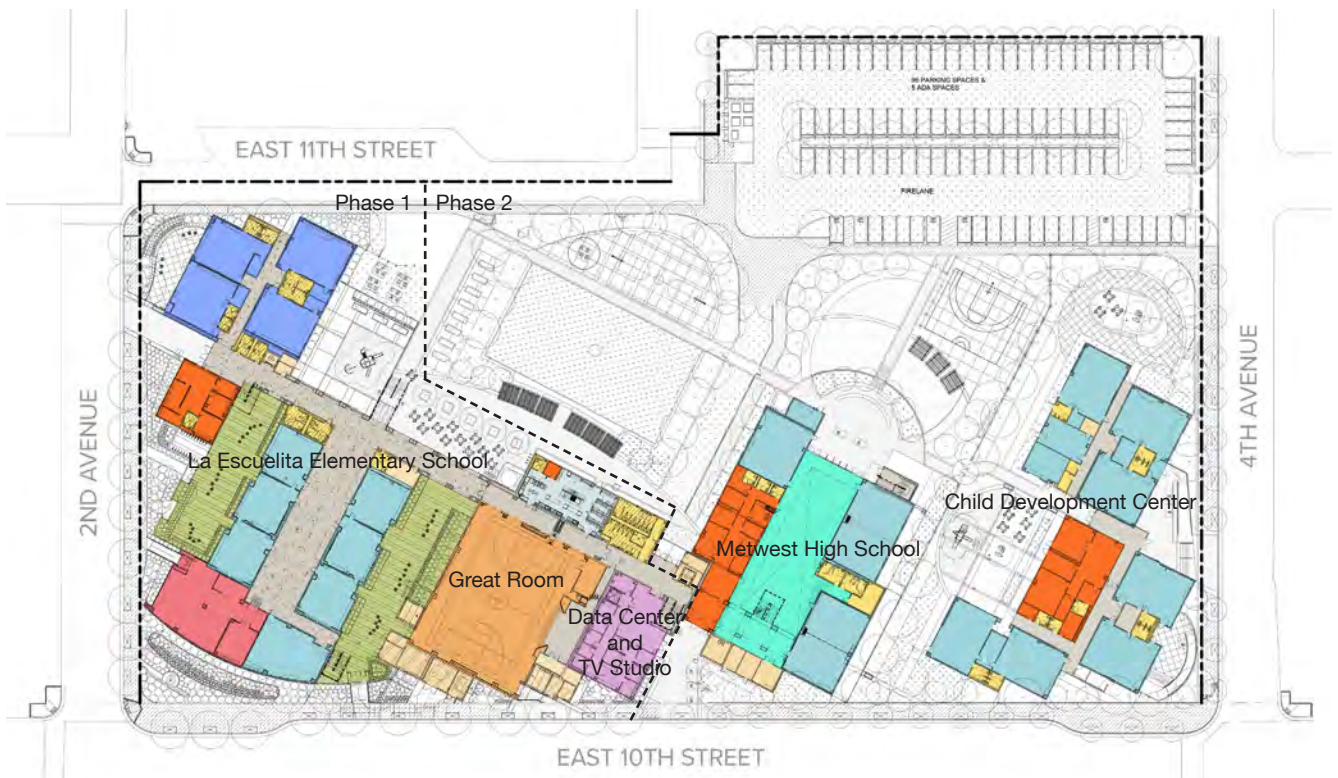 96 PARKING SPACES &
5 ADA SPACES
EAST 11TH STREET
FIRELANE
Phase 1
Phase 2
2ND AVENUE
4TH AVENUE
La Escuelita Elementary School
Child Development Center
Metwest High School
Great Room
Data Center
and
TV Studio
EAST 10TH STREET